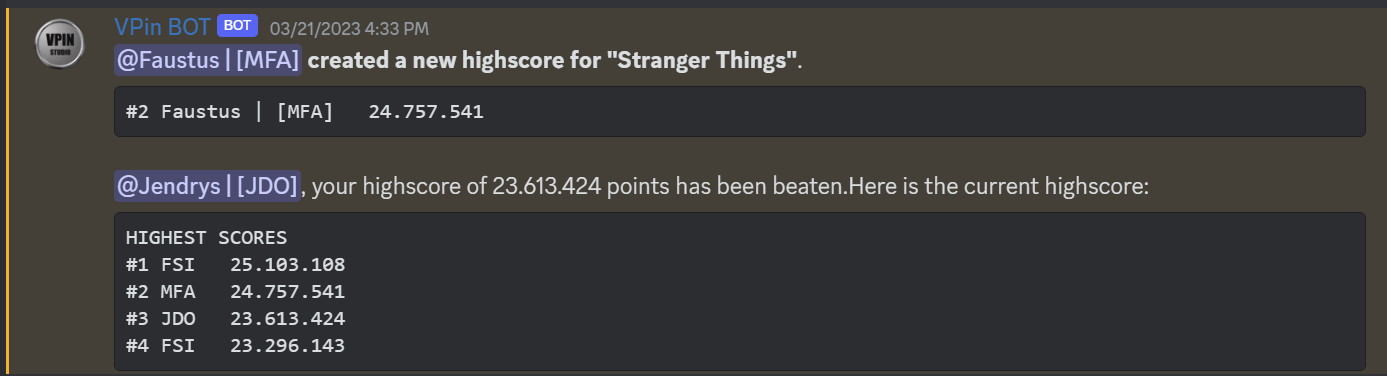 VPIN
STUDIO
VPin BOT BOT 03/21/2023 4:33 PM
@Faustus | [MFA] created a new highscore for "Stranger Things".
#2 Faustus | [MFA]   24.757.541
@Jendrys | [JDO], your highscore of 23.613.424 points has been beaten.Here is the current highscore:
HIGHEST SCORES
#1 FSI   25.103.108
#2 MFA   24.757.541
#3 JDO   23.613.424
#4 FSI   23.296.143